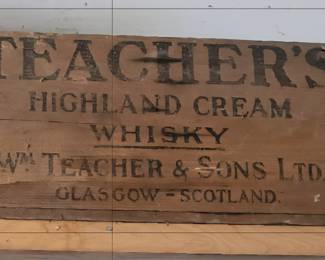 TEACHER'S
HIGHLAND CREAM
WHISKY
WM TEACHER & SONS LTD.
GLASGOW - SCOTLAND.